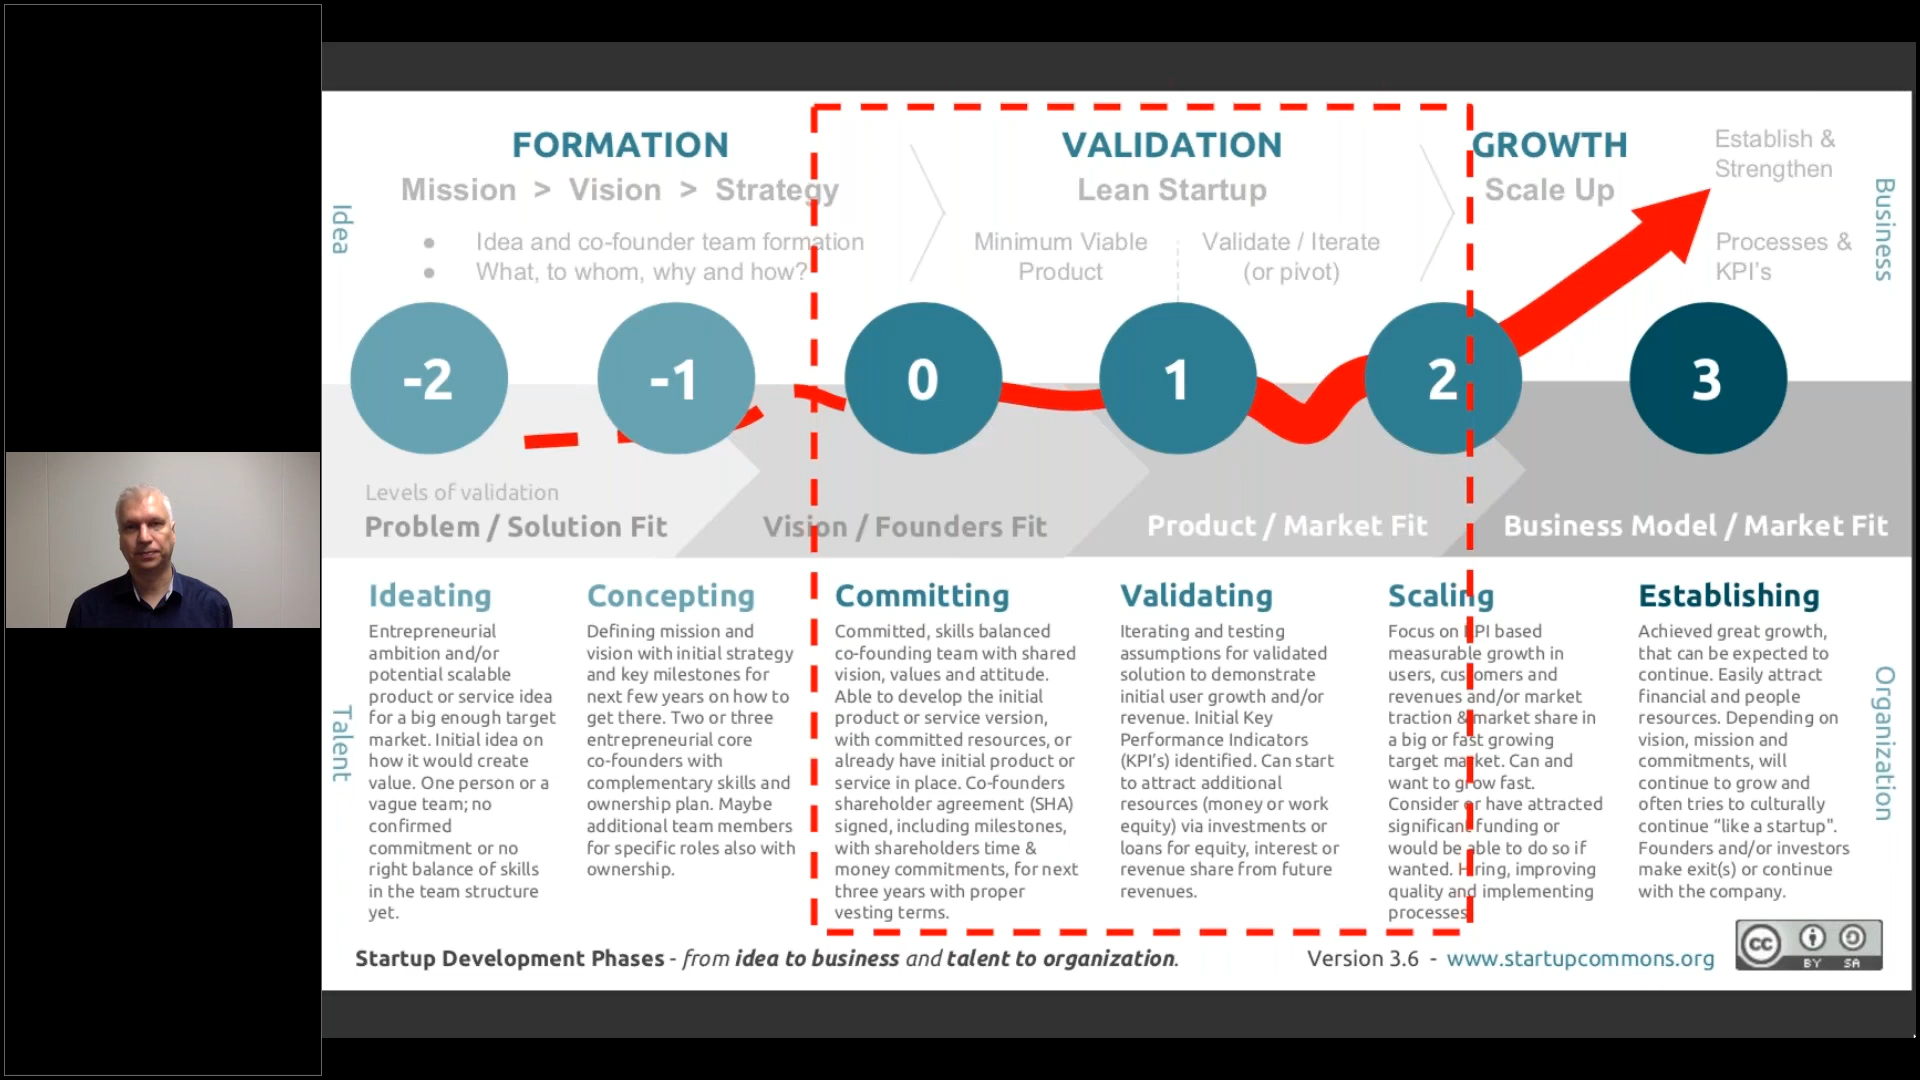 FORMATION
Mission > Vision > Strategy
● Idea and co-founder team formation
● What, to whom, why and how?
VALIDATION
Lean Startup
Minimum Viable
Product
Validate / Iterate
(or pivot)
GROWTH
Scale Up
Establish &
Strengthen
Processes &
KPI's
Idea
Business
-2
-1
0
1
2
3
Levels of validation
Problem / Solution Fit
Vision / Founders Fit
Product / Market Fit
Business Model / Market Fit
Talent
Organization
Ideating
Entrepreneurial
ambition and/or
potential scalable
product or service idea
for a big enough target
market. Initial idea on
how it would create
value. One person or a
vague team; no
confirmed
commitment or no
right balance of skills
in the team structure
yet.
Concepting
Defining mission and
vision with initial strategy
and key milestones for
next few years on how to
get there. Two or three
entrepreneurial core
co-founders with
complementary skills and
ownership plan. Maybe
additional team members
for specific roles also with
ownership.
Committing
Committed, skills balanced
co-founding team with shared
vision, values and attitude.
Able to develop the initial
product or service version,
with committed resources, or
already have initial product or
service in place. Co-founders
shareholder agreement (SHA)
signed, including milestones,
with shareholders time &
money commitments, for next
three years with proper
vesting terms.
Validating
Iterating and testing
assumptions for validated
solution to demonstrate
initial user growth and/or
revenue. Initial Key
Performance Indicators
(KPI's) identified. Can start
to attract additional
resources (money or work
equity) via investments or
loans for equity, interest or
revenue share from future
revenues.
Scaling
Focus on KPI based
measurable growth in
users, customers and
revenues and/or market
traction & market share in
a big or fast growing
target market. Can and
want to grow fast.
Consider or have attracted
significant funding or
would be able to do so if
wanted. Hiring, improving
quality and implementing
processes
Establishing
Achieved great growth,
that can be expected to
continue. Easily attract
financial and people
resources. Depending on
vision, mission and
commitments, will
continue to grow and
often tries to culturally
continue “like a startup".
Founders and/or investors
make exit(s) or continue
with the company.
Startup Development Phases - from idea to business and talent to organization.
Version 3.6 - www.startupcommons.org
CC BY SA